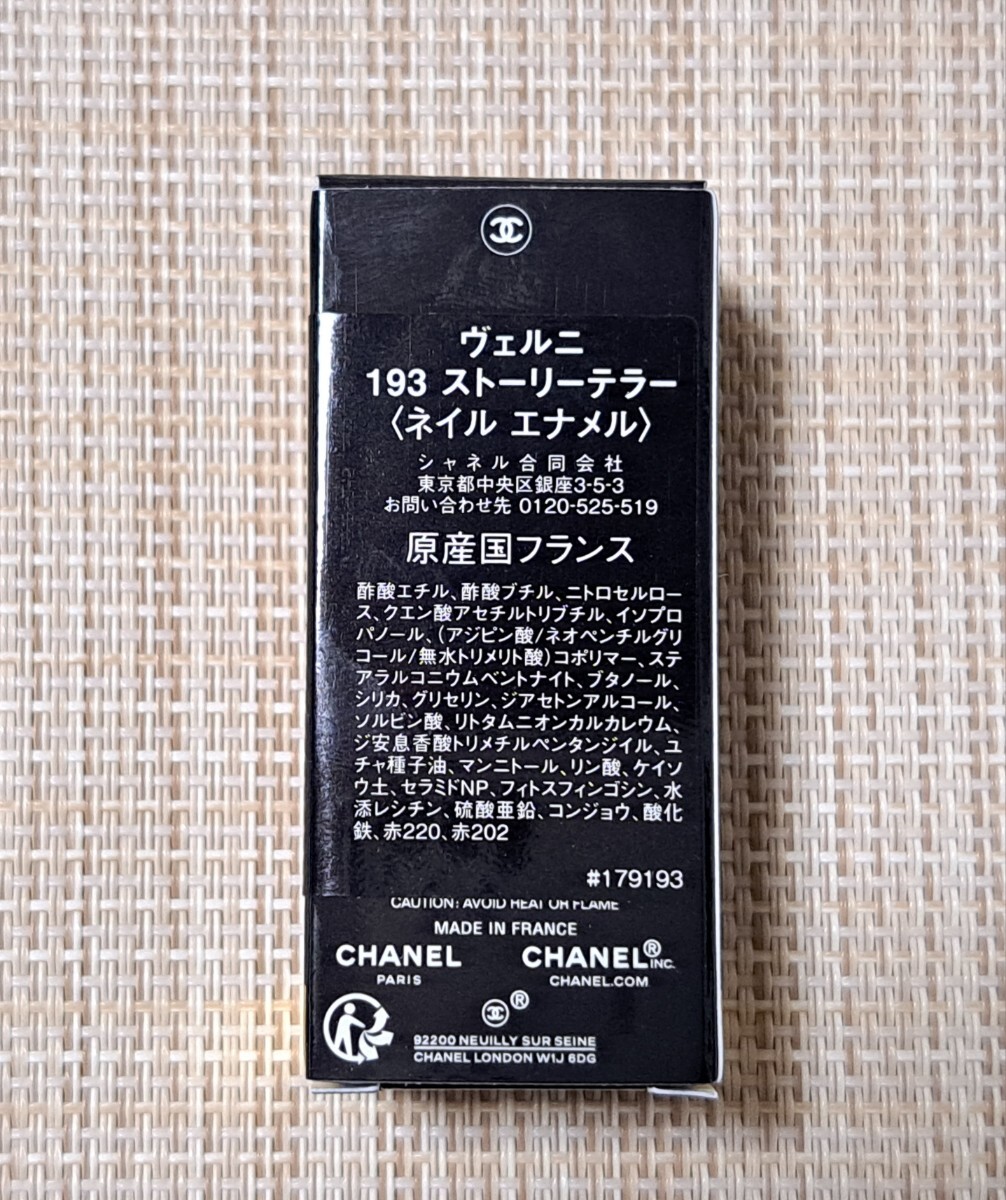 ヴェルニ
193 ストーリーテラー
〈ネイル エナメル〉
シャネル合同会社
東京都中央区銀座3-5-3
お問い合わせ先 0120-525-519
原産国フランス
酢酸エチル、酢酸ブチル、ニトロセルロー
ス、クエン酸アセチルトリブチル、イソプロ
パノール、(アジピン酸/ネオペンチルグリ
コール/無水トリメリト酸)コポリマー、ステ
アラルコニウムベントナイト、ブタノール、
シリカ、グリセリン、ジアセトンアルコール、
ソルビン酸、リトタムニオンカルカレウム、
ジ安息香酸トリメチルペンタンジイル、ユ
チャ種子油、マンニトール、リン酸、ケイソ
ウ土、セラミドNP、フィトスフィンゴシン、水
添レシチン、硫酸亜鉛、コンジョウ、酸化
鉄、赤220、赤202
#179193
CAUTION: AVOID HEAT OR FLAME
MADE IN FRANCE
CHANEL CHANEL® INC.
PARIS CHANEL.COM
®
92200 NEUILLY SUR SEINE
CHANEL LONDON W1J 6DG